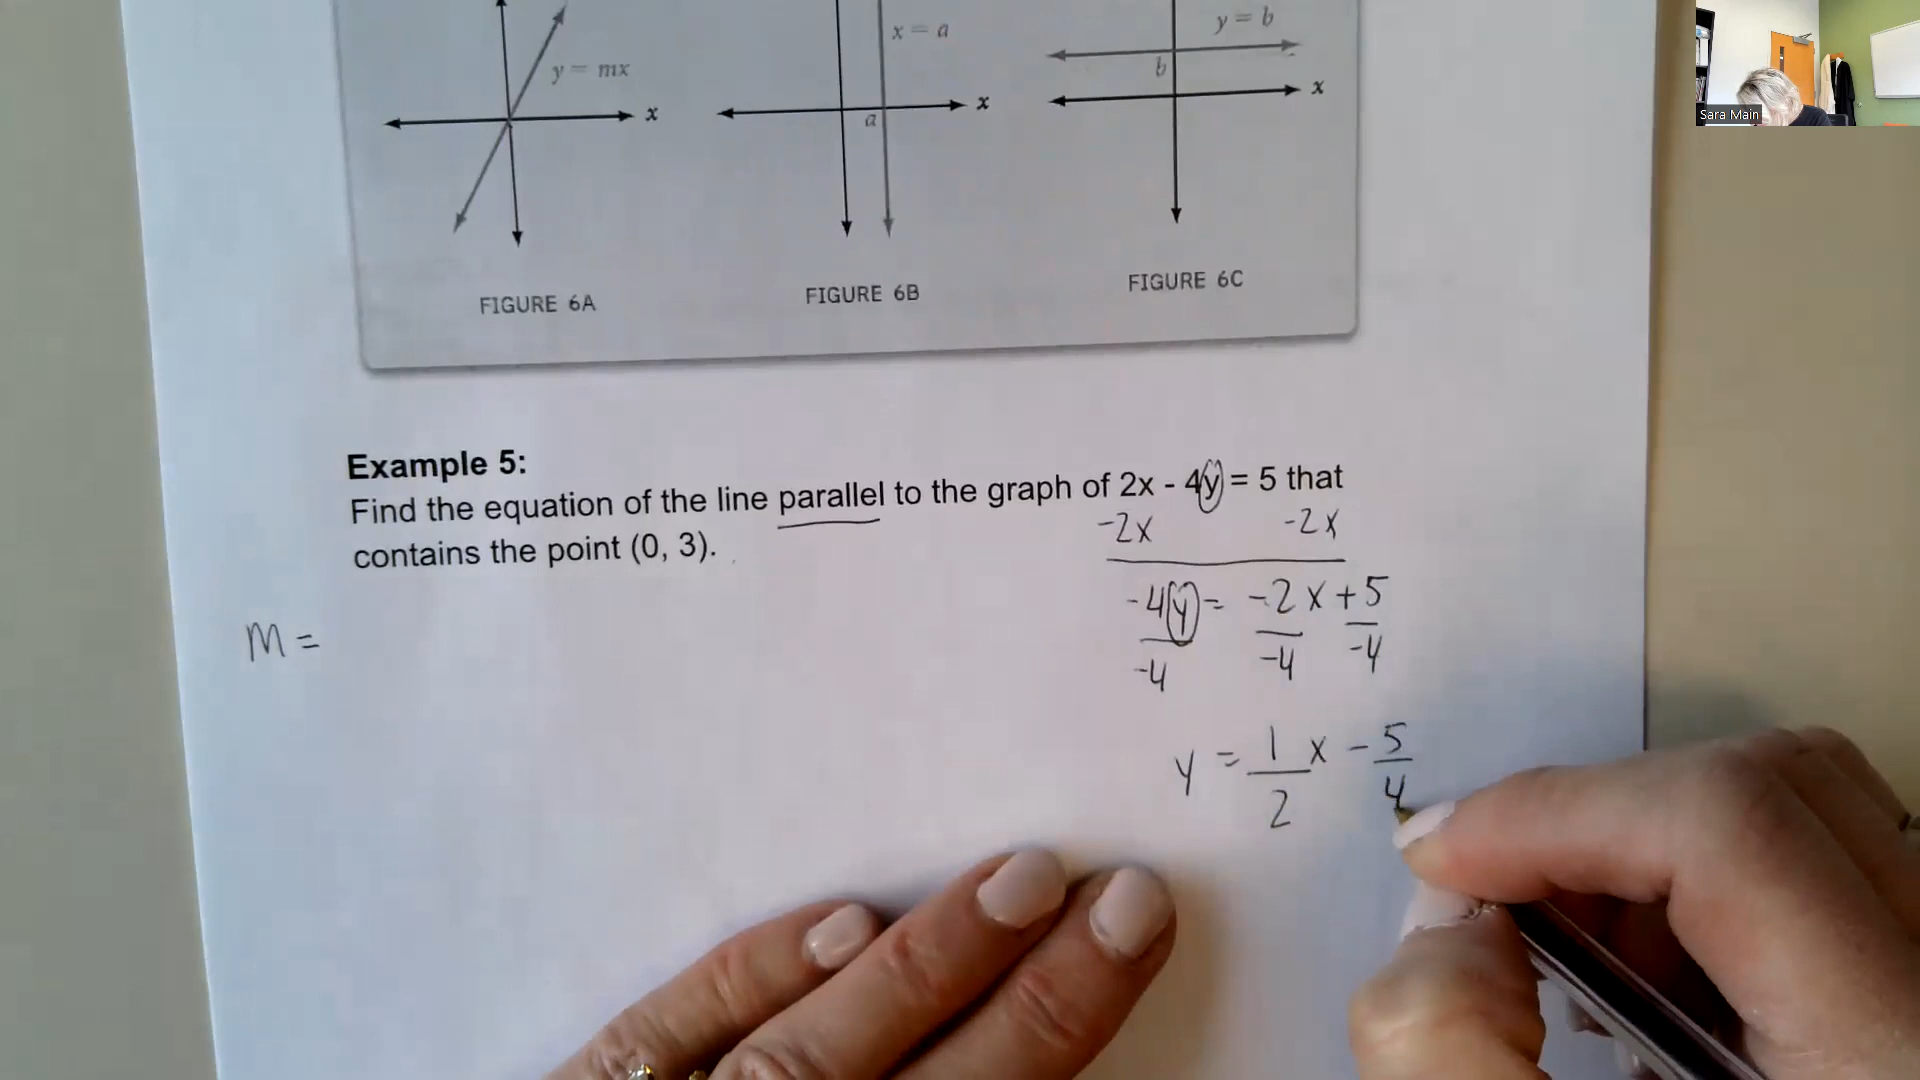 Sara Main
y = mx
x
x = a
x
a
y = b
b
x
FIGURE 6A
FIGURE 6B
FIGURE 6C
Example 5:
Find the equation of the line parallel to the graph of 2x - 4y = 5 that
-2x -2x
contains the point (0, 3).
-4y = -2x + 5
-4 -4 -4
M =
y = 1/2 x - 5/4